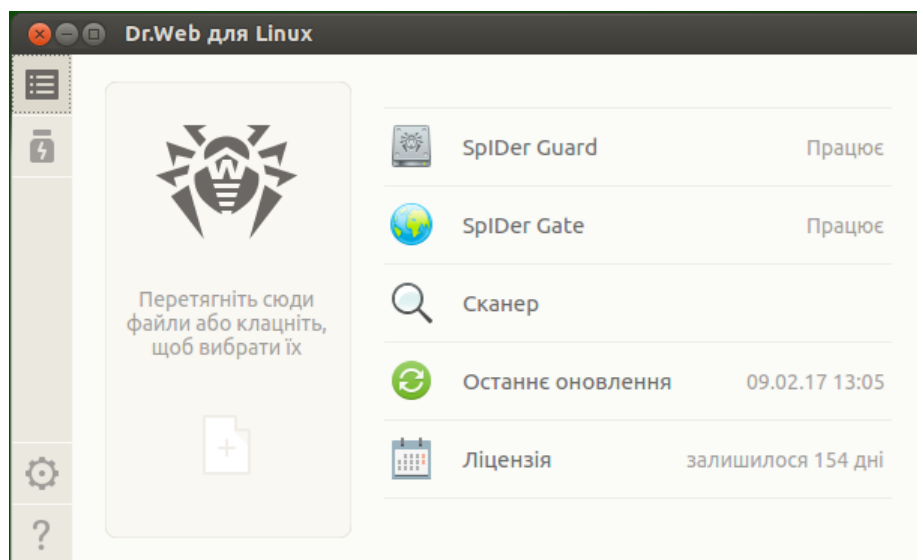 Dr.Web для Linux
Перетягніть сюди
файли або клацніть,
щоб вибрати їх
SpIDer Guard
Працює
SpIDer Gate
Працює
Сканер
Останнє оновлення
09.02.17 13:05
Ліцензія
залишилося 154 дні